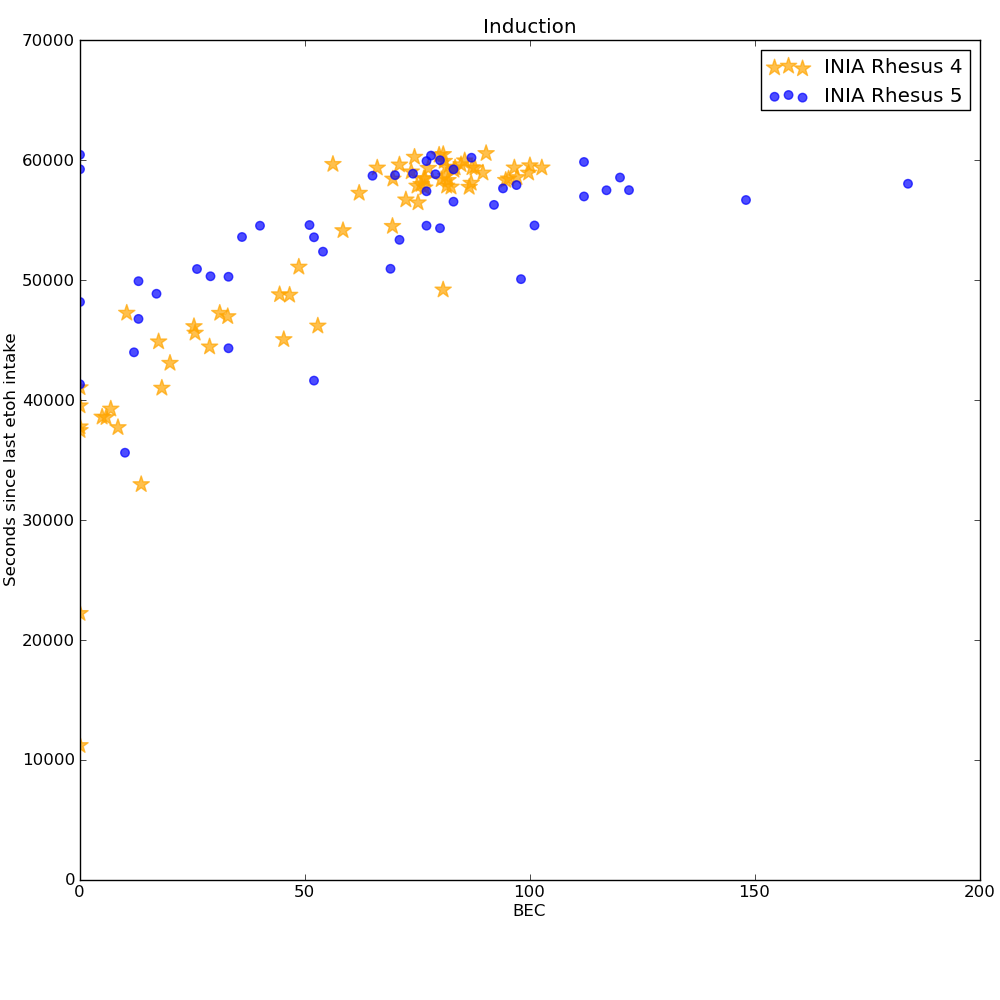 Induction
70000
60000
50000
40000
30000
20000
10000
0
Seconds since last etoh intake
INIA Rhesus 4
INIA Rhesus 5
0 50 100 150 200
BEC